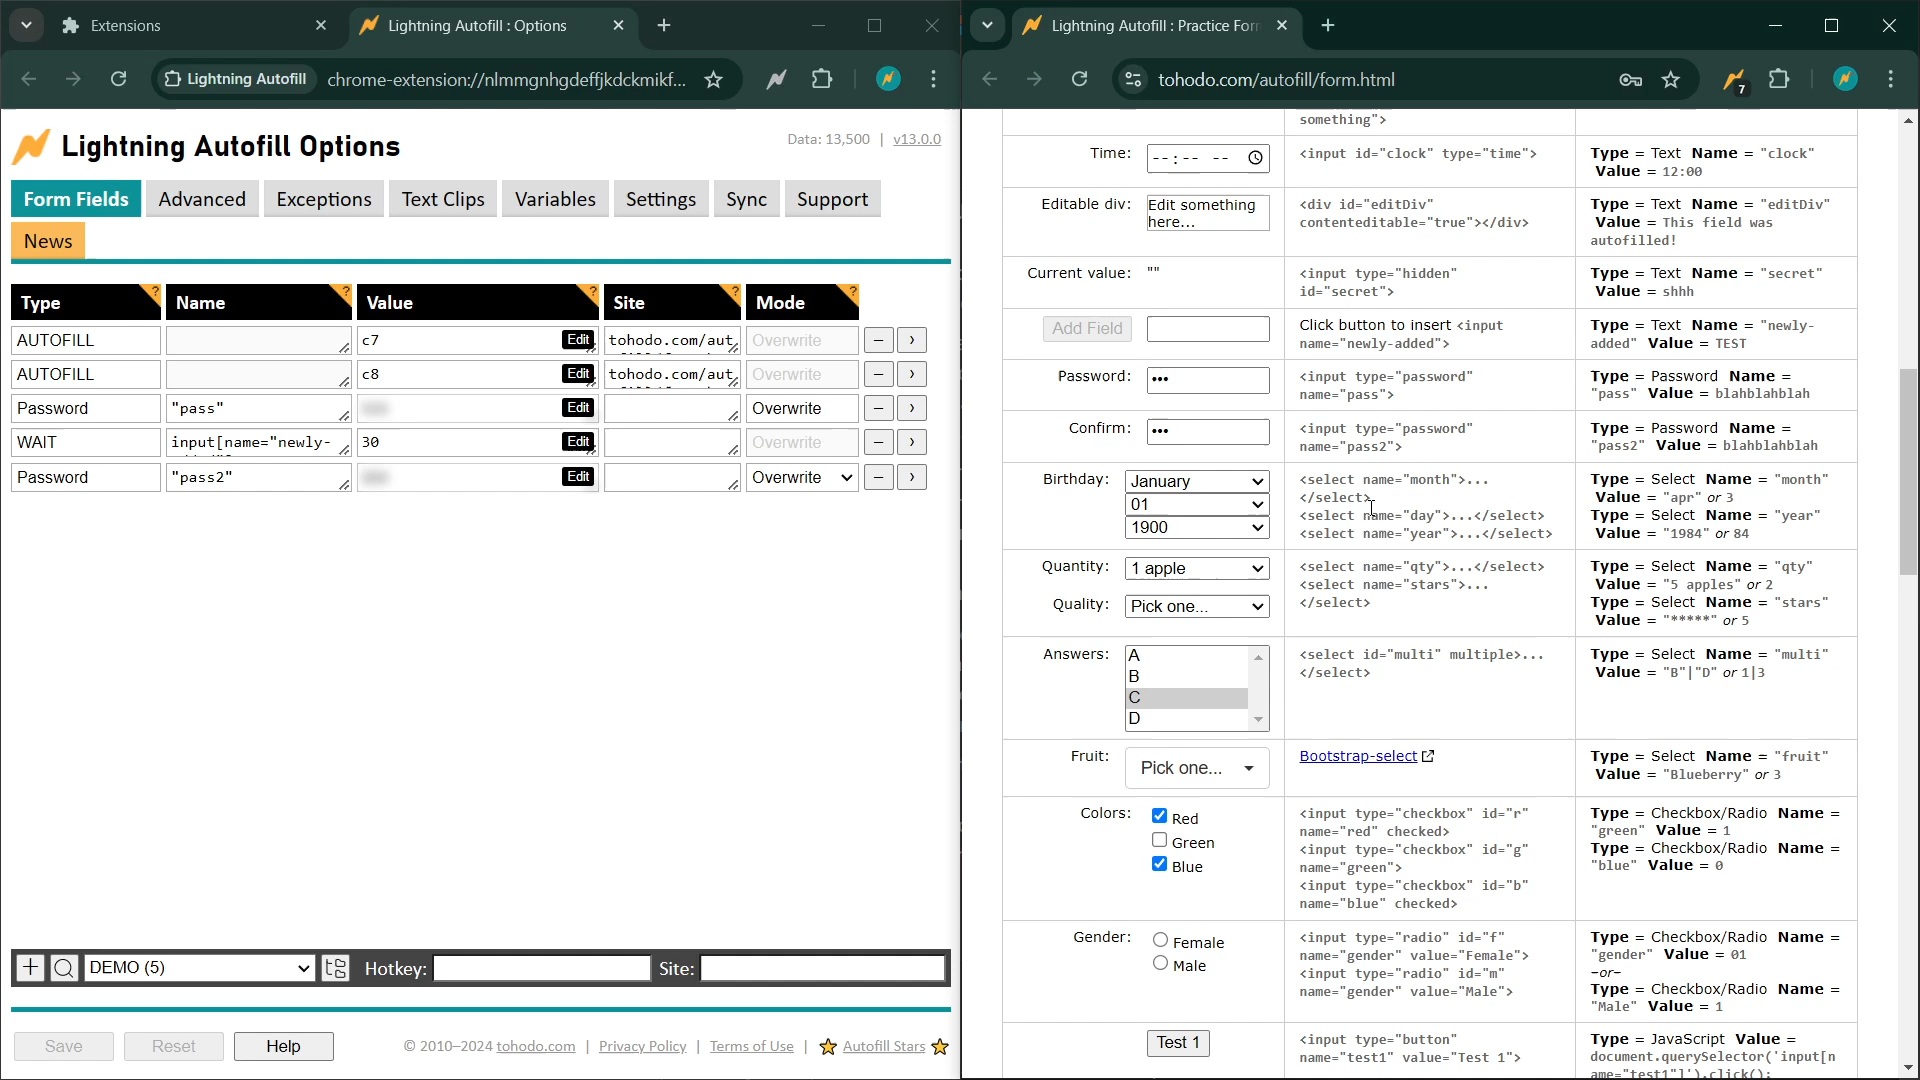 Extensions
Lightning Autofill : Options
Lightning Autofill
chrome-extension://nlmmgnhgdeffjkdckmikf...
Lightning Autofill Options
Data: 13,500 | v13.0.0
Form Fields
Advanced
Exceptions
Text Clips
Variables
Settings
Sync
Support
News
Type ?
Name ?
Value ?
Site ?
Mode ?
AUTOFILL
c7
Edit
tohodo.com/aut
Overwrite
–
›
AUTOFILL
c8
Edit
tohodo.com/aut
Overwrite
–
›
Password
"pass"
Edit
Overwrite
–
›
WAIT
input[name="newly-
30
Edit
Overwrite
–
›
Password
"pass2"
Edit
Overwrite
–
›
DEMO (5)
Hotkey:
Site:
Save
Reset
Help
© 2010–2024 tohodo.com | Privacy Policy | Terms of Use | Autofill Stars
Lightning Autofill : Practice For
tohodo.com/autofill/form.html
7
something">
Time:
--:-- --
<input id="clock" type="time">
Type = Text Name = "clock"
Value = 12:00
Editable div:
Edit something
here...
<div id="editDiv"
contenteditable="true"></div>
Type = Text Name = "editDiv"
Value = This field was
autofilled!
Current value:
""
<input type="hidden"
id="secret">
Type = Text Name = "secret"
Value = shhh
Add Field
Click button to insert <input
name="newly-added">
Type = Text Name = "newly-
added" Value = TEST
Password:
•••
<input type="password"
name="pass">
Type = Password Name =
"pass" Value = blahblahblah
Confirm:
•••
<input type="password"
name="pass2">
Type = Password Name =
"pass2" Value = blahblahblah
Birthday:
January
01
1900
<select name="month">...
</select>
<select name="day">...</select>
<select name="year">...</select>
Type = Select Name = "month"
Value = "apr" or 3
Type = Select Name = "year"
Value = "1984" or 84
Quantity:
1 apple
Quality:
Pick one...
<select name="qty">...</select>
<select name="stars">...
</select>
Type = Select Name = "qty"
Value = "5 apples" or 2
Type = Select Name = "stars"
Value = "*****" or 5
Answers:
A
B
C
D
<select id="multi" multiple>...
</select>
Type = Select Name = "multi"
Value = "B"|"D" or 1|3
Fruit:
Pick one...
Bootstrap-select
Type = Select Name = "fruit"
Value = "Blueberry" or 3
Colors:
Red
Green
Blue
<input type="checkbox" id="r"
name="red" checked>
<input type="checkbox" id="g"
name="green">
<input type="checkbox" id="b"
name="blue" checked>
Type = Checkbox/Radio Name =
"green" Value = 1
Type = Checkbox/Radio Name =
"blue" Value = 0
Gender:
Female
Male
<input type="radio" id="f"
name="gender" value="Female">
<input type="radio" id="m"
name="gender" value="Male">
Type = Checkbox/Radio Name =
"gender" Value = 01
–or–
Type = Checkbox/Radio Name =
"Male" Value = 1
Test 1
<input type="button"
name="test1" value="Test 1">
Type = JavaScript Value =
document.querySelector('input[n
ame="test1"]').click();